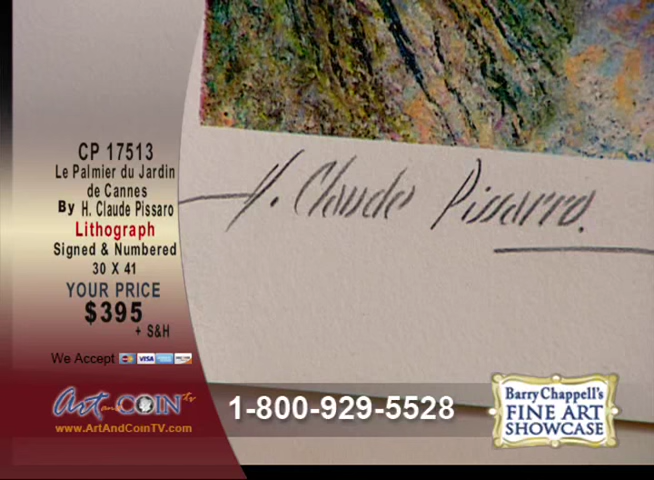 CP 17513
Le Palmier du Jardin
de Cannes
By H. Claude Pissaro
Lithograph
Signed & Numbered
30 X 41
YOUR PRICE
$395
+ S&H
We Accept
VISA
Art and COIN tv
www.ArtAndCoinTV.com
H. Claude Pissarro.
1-800-929-5528
Barry Chappell's
FINE ART
SHOWCASE